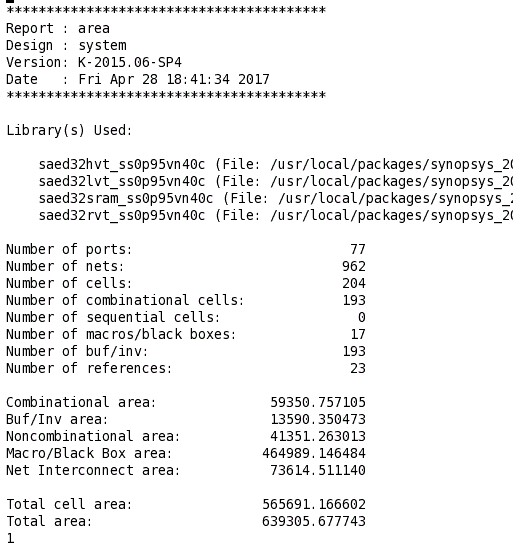 ****************************************
Report : area
Design : system
Version: K-2015.06-SP4
Date   : Fri Apr 28 18:41:34 2017
****************************************
Library(s) Used:
saed32hvt_ss0p95vn40c (File: /usr/local/packages/synopsys_20
saed32lvt_ss0p95vn40c (File: /usr/local/packages/synopsys_20
saed32sram_ss0p95vn40c (File: /usr/local/packages/synopsys_2
saed32rvt_ss0p95vn40c (File: /usr/local/packages/synopsys_20
Number of ports: 77
Number of nets: 962
Number of cells: 204
Number of combinational cells: 193
Number of sequential cells: 0
Number of macros/black boxes: 17
Number of buf/inv: 193
Number of references: 23
Combinational area: 59350.757105
Buf/Inv area: 13590.350473
Noncombinational area: 41351.263013
Macro/Black Box area: 464989.146484
Net Interconnect area: 73614.511140
Total cell area: 565691.166602
Total area: 639305.677743
1